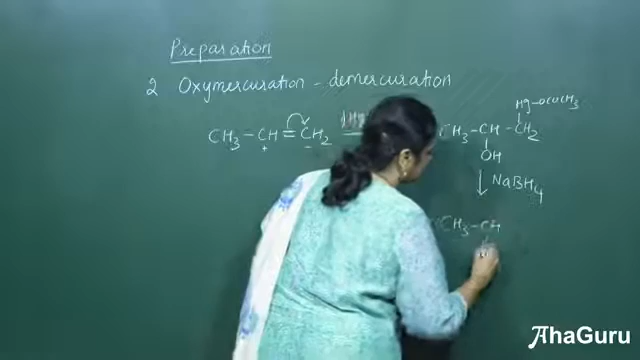 Preparation
2 Oxymercuration - demercuration
Hg-OCOCH3
CH3 - CH = CH2
CH3 - CH - CH2
+ -
OH
NaBH4
CH3 - CH
AhaGuru